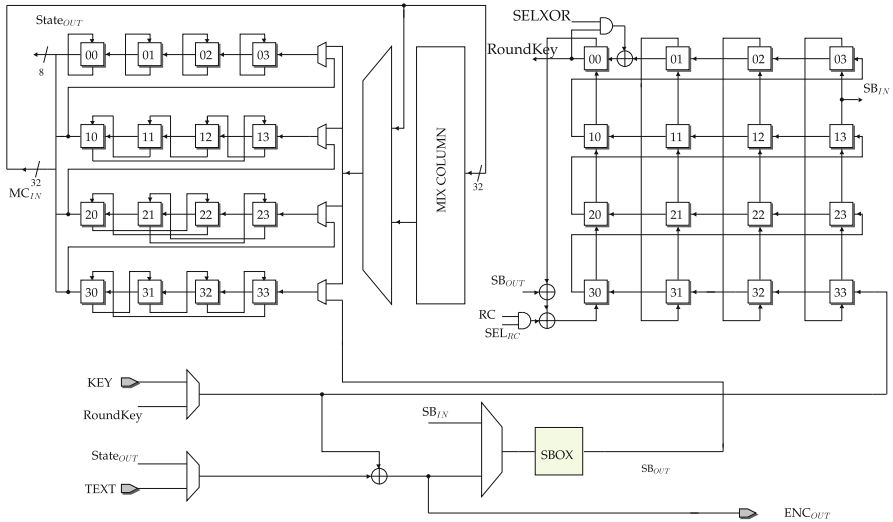 State_OUT
SELXOR
RoundKey
00 01 02 03
00 01 02 03
8
SB_IN
10 11 12 13
MIX COLUMN
10 11 12 13
32
MC_IN
32
20 21 22 23
20 21 22 23
30 31 32 33
SB_OUT
30 31 32 33
RC
SEL_RC
KEY
RoundKey
SB_IN
State_OUT
SBOX
SB_OUT
TEXT
ENC_OUT